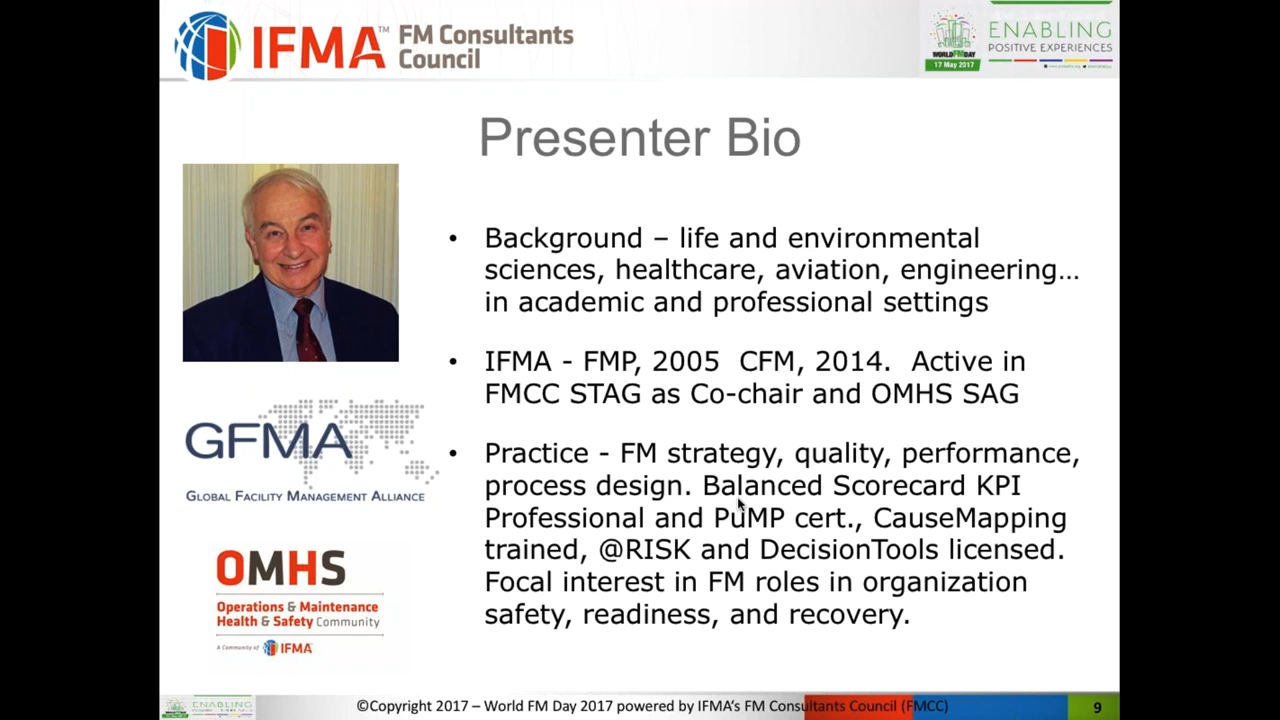 IFMA™ FM Consultants
Council
WORLD FM DAY
17 May 2017
ENABLING
POSITIVE EXPERIENCES
Presenter Bio
• Background – life and environmental
sciences, healthcare, aviation, engineering...
in academic and professional settings
• IFMA - FMP, 2005 CFM, 2014. Active in
FMCC STAG as Co-chair and OMHS SAG
• Practice - FM strategy, quality, performance,
process design. Balanced Scorecard KPI
Professional and PuMP cert., CauseMapping
trained, @RISK and DecisionTools licensed.
Focal interest in FM roles in organization
safety, readiness, and recovery.
GFMA
GLOBAL FACILITY MANAGEMENT ALLIANCE
OMHS
Operations & Maintenance
Health & Safety Community
A Community of IFMA™
ENABLING
©Copyright 2017 – World FM Day 2017 powered by IFMA's FM Consultants Council (FMCC)
9